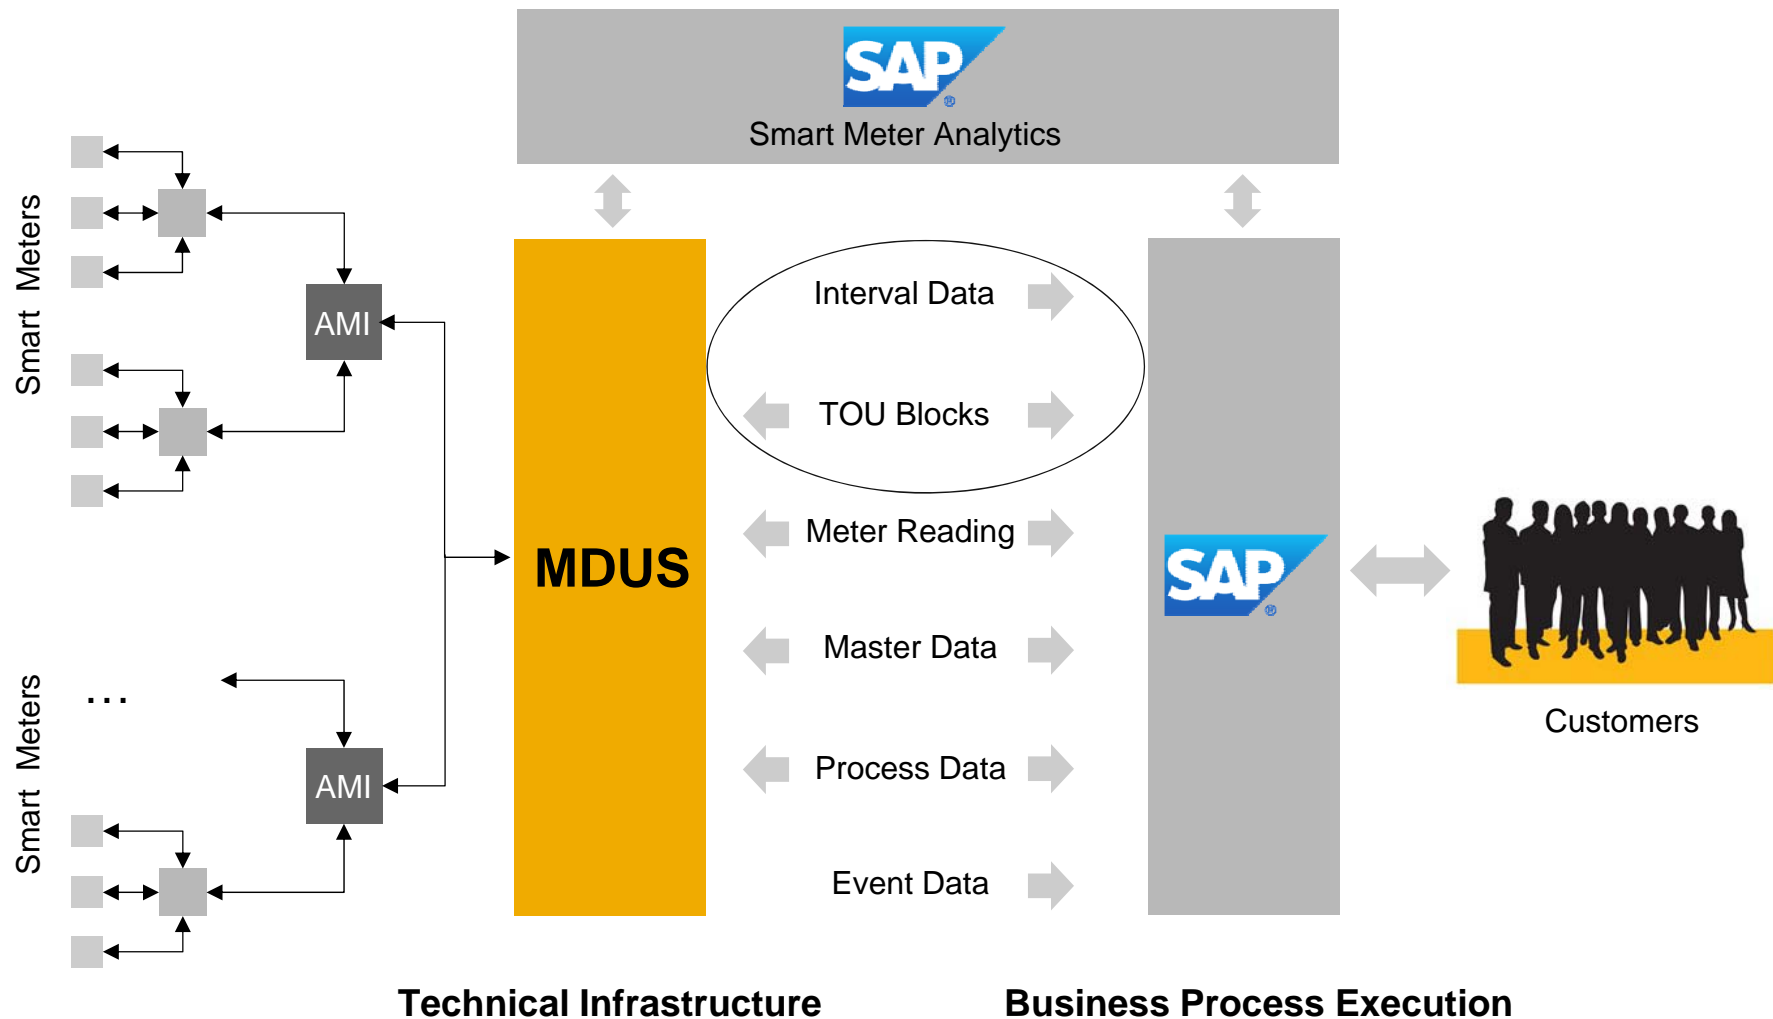 SAP
®
Smart Meter Analytics
Smart Meters
AMI
Interval Data
TOU Blocks
Meter Reading
MDUS
SAP
®
Master Data
Smart Meters
...
Customers
AMI
Process Data
Event Data
Technical Infrastructure
Business Process Execution